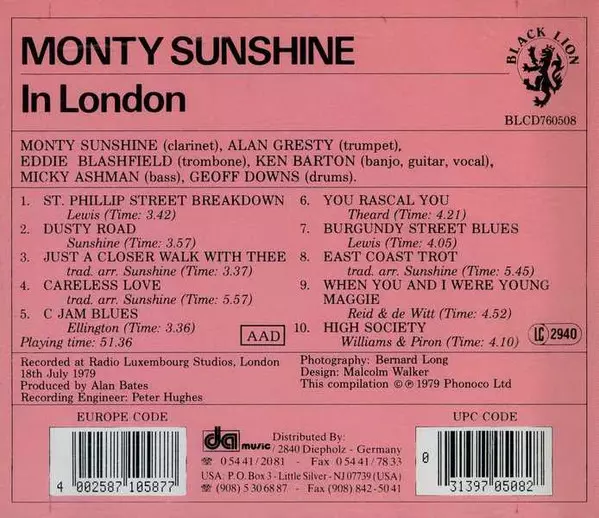 MONTY SUNSHINE
In London
BLACK LION
BLCD760508
MONTY SUNSHINE (clarinet), ALAN GRESTY (trumpet),
EDDIE BLASHFIELD (trombone), KEN BARTON (banjo, guitar, vocal),
MICKY ASHMAN (bass), GEOFF DOWNS (drums).
1. ST. PHILLIP STREET BREAKDOWN
Lewis (Time: 3.42)
2. DUSTY ROAD
Sunshine (Time: 3.57)
3. JUST A CLOSER WALK WITH THEE
trad. arr. Sunshine (Time: 3.37)
4. CARELESS LOVE
trad. arr. Sunshine (Time: 5.57)
5. C JAM BLUES
Ellington (Time: 3.36)
Playing time: 51.36
AAD
6. YOU RASCAL YOU
Theard (Time: 4.21)
7. BURGUNDY STREET BLUES
Lewis (Time: 4.05)
8. EAST COAST TROT
trad. arr. Sunshine (Time: 5.45)
9. WHEN YOU AND I WERE YOUNG
MAGGIE
Reid & de Witt (Time: 4.52)
10. HIGH SOCIETY
Williams & Piron (Time: 4.10)
LC 2940
Recorded at Radio Luxembourg Studios, London
18th July 1979
Produced by Alan Bates
Recording Engineer: Peter Hughes
Photography: Bernard Long
Design: Malcolm Walker
This compilation © ℗ 1979 Phonoco Ltd
EUROPE CODE
4 002587 105877
da music
Distributed By:
/ 2840 Diepholz - Germany
☏ 05441/2081 - Fax 05441/7833
USA: P.O. Box 3 - Little Silver - NJ 07739 (USA)
☏ (908) 5306887 - Fax (908) 842-5041
UPC CODE
0 31397 05082